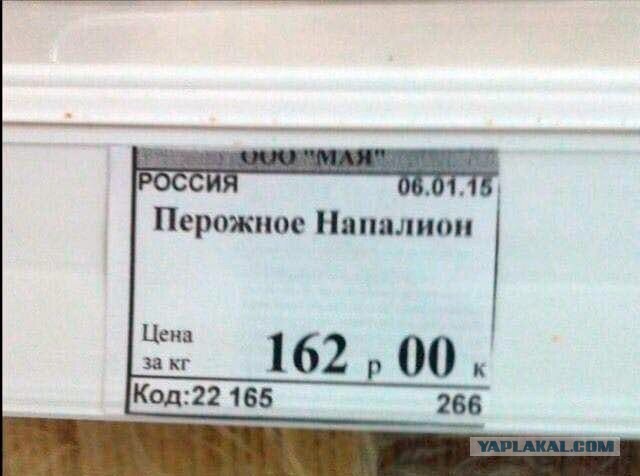 ООО "МАЯ"
РОССИЯ 06.01.15
Перожное Напалион
Цена
за кг 162 р 00 к
Код:22 165 266
YAPLAKAL.COM